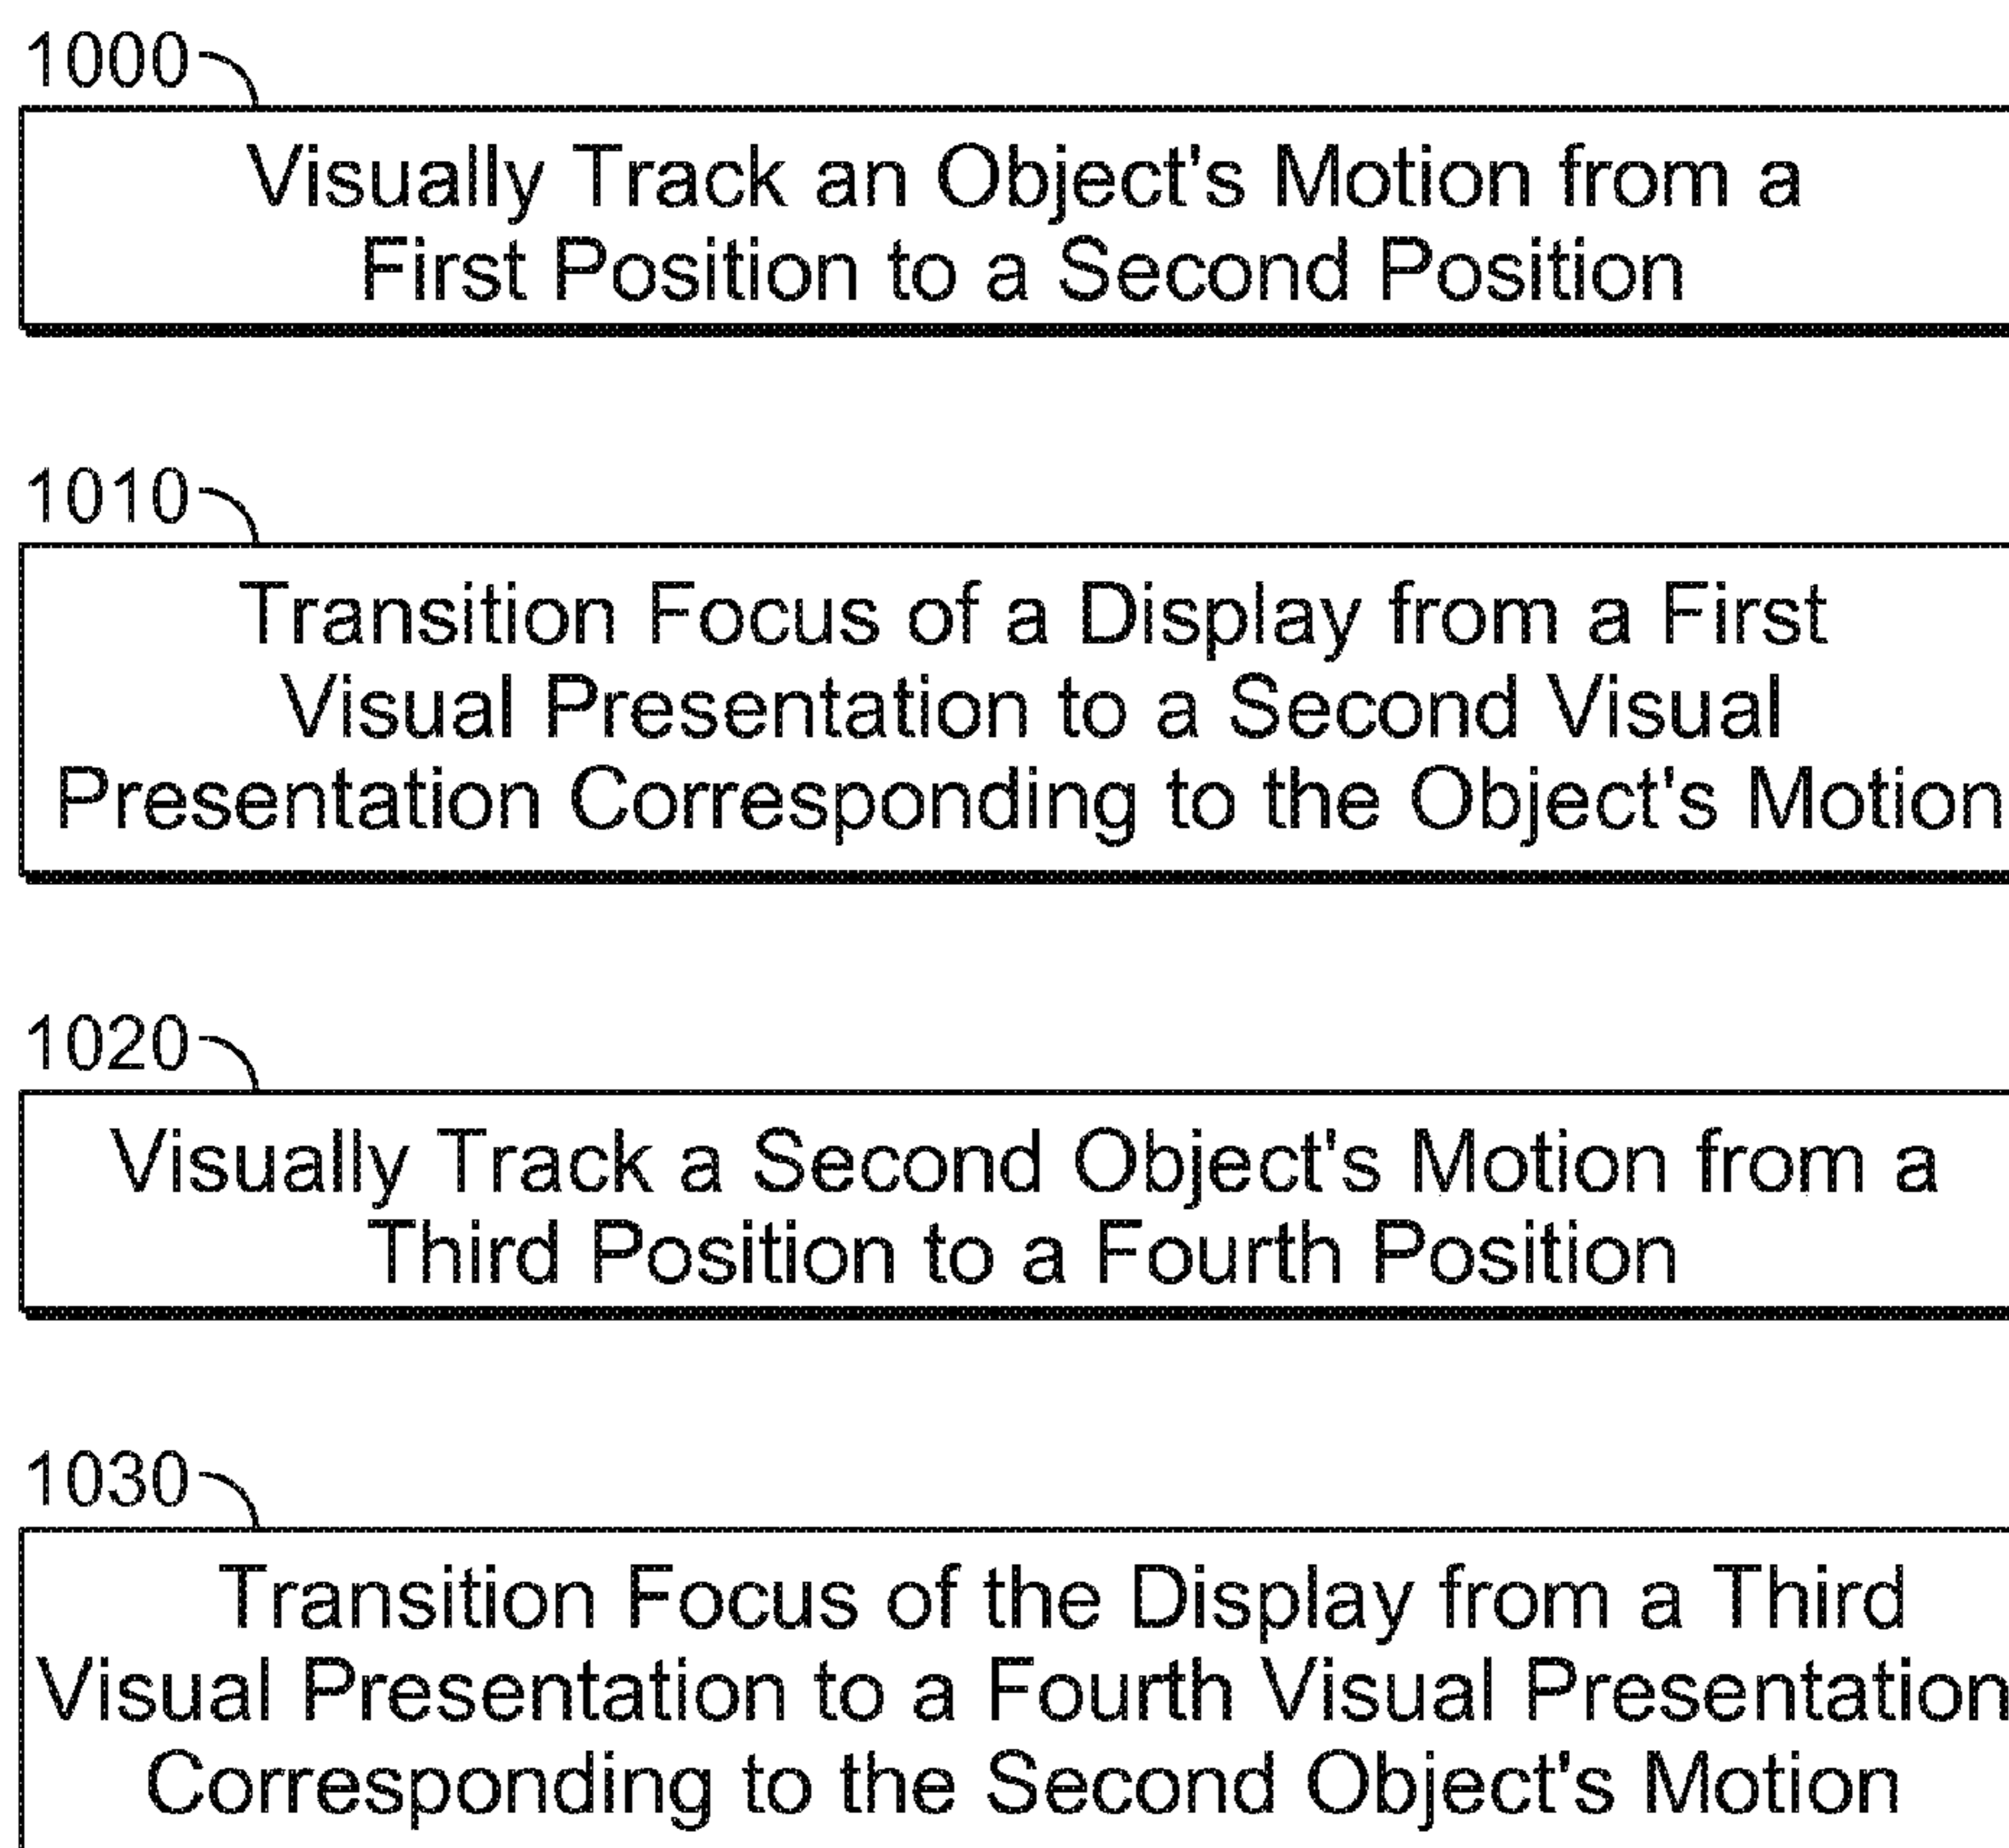 1000
Visually Track an Object's Motion from a
First Position to a Second Position
1010
Transition Focus of a Display from a First
Visual Presentation to a Second Visual
Presentation Corresponding to the Object's Motion
1020
Visually Track a Second Object's Motion from a
Third Position to a Fourth Position
1030
Transition Focus of the Display from a Third
Visual Presentation to a Fourth Visual Presentation
Corresponding to the Second Object's Motion